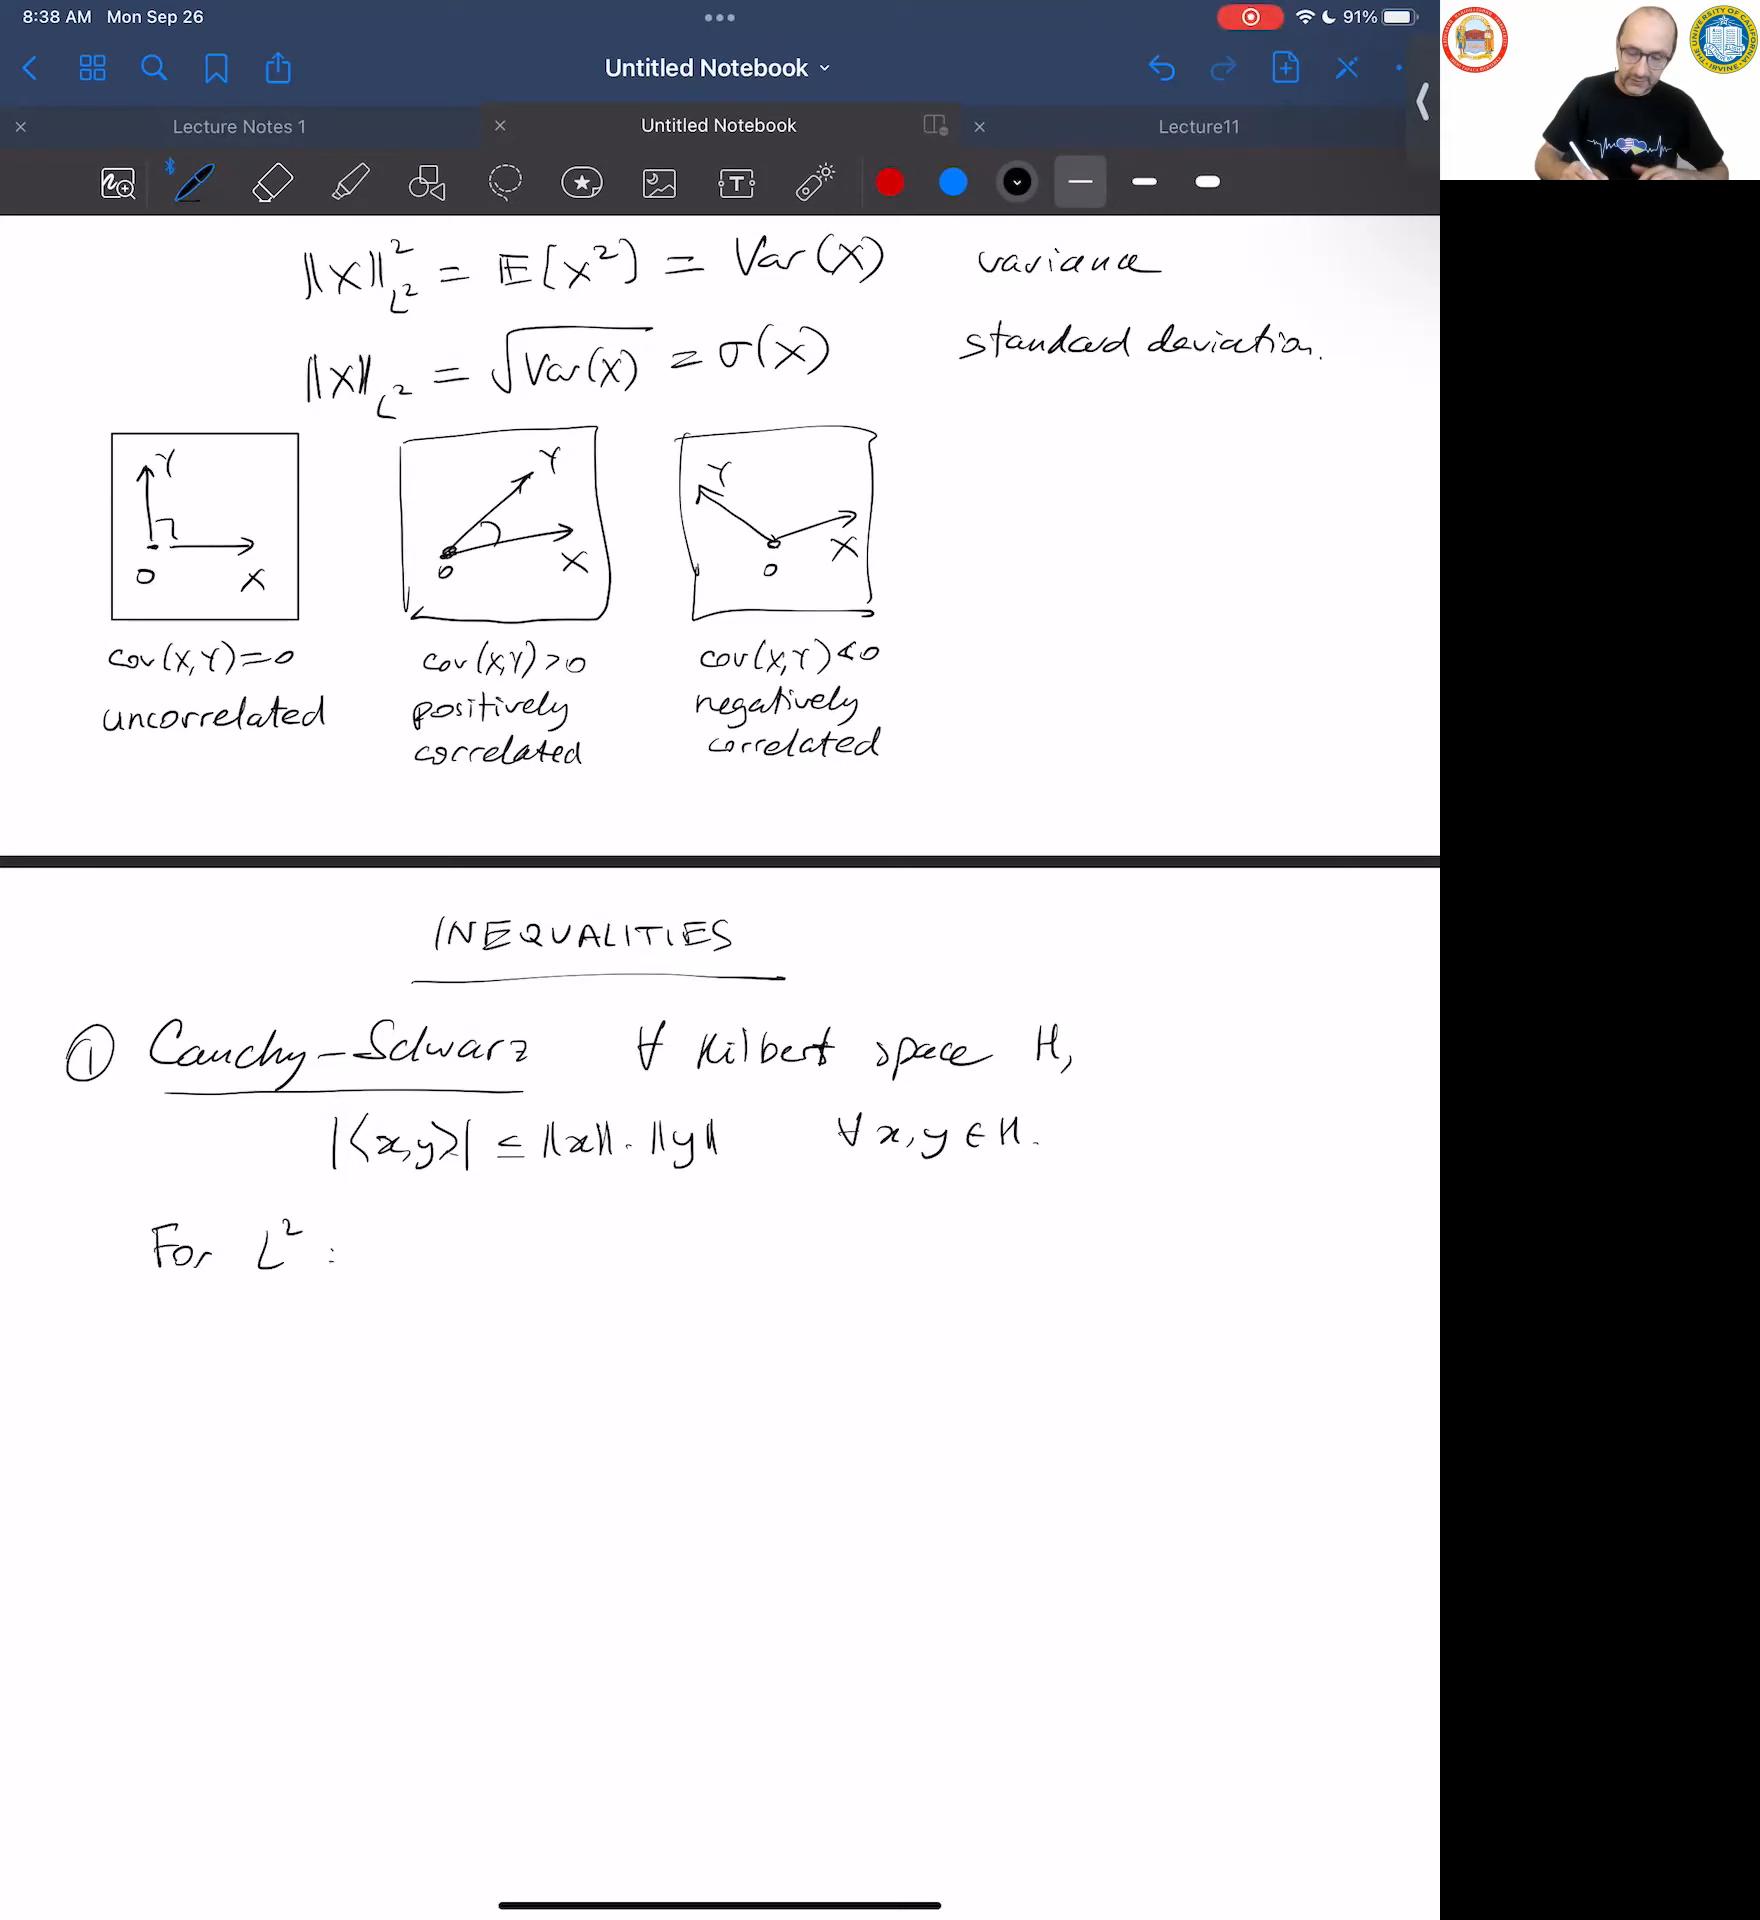 8:38 AM Mon Sep 26
91%
Untitled Notebook
Lecture Notes 1
Untitled Notebook
Lecture11
‖X‖²_{L²} = 𝔼[X²] = Var(X) variance
‖X‖_{L²} = √Var(X) = σ(X) standard deviation.
Y
O X
Y
O X
Y
O X
cov(X,Y)=0
uncorrelated
cov(X,Y)>0
positively
correlated
cov(X,Y)<0
negatively
correlated
INEQUALITIES
① Cauchy-Schwarz ∀ Hilbert space H,
|⟨x,y⟩| ≤ ‖x‖·‖y‖ ∀ x,y ∈ H.
For L² :